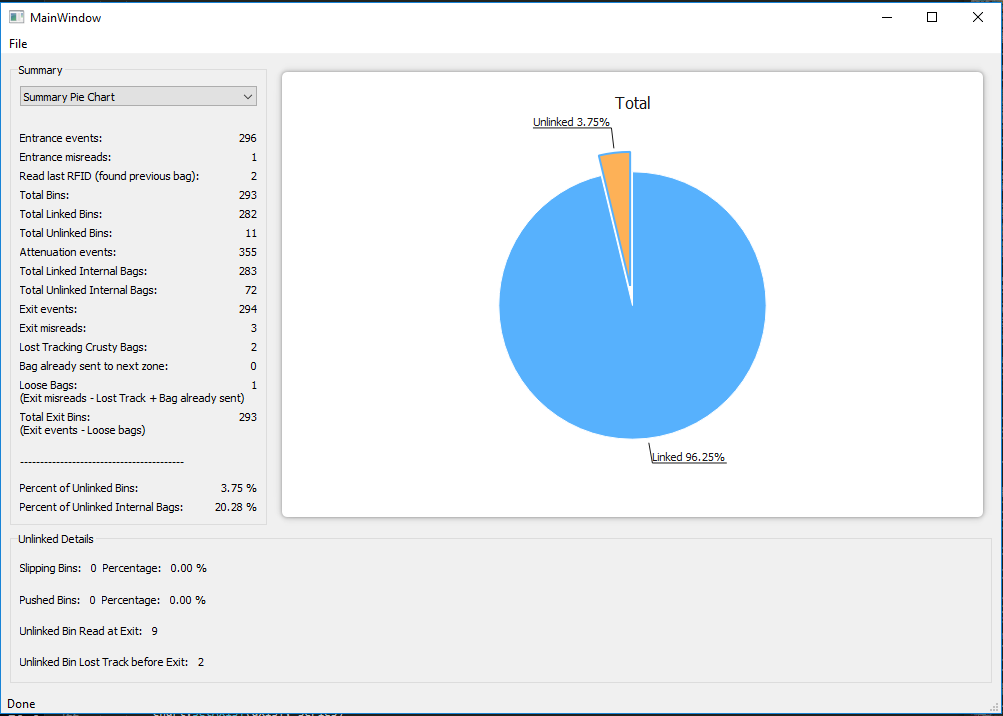 MainWindow
File
Summary
Summary Pie Chart
Entrance events: 296
Entrance misreads: 1
Read last RFID (found previous bag): 2
Total Bins: 293
Total Linked Bins: 282
Total Unlinked Bins: 11
Attenuation events: 355
Total Linked Internal Bags: 283
Total Unlinked Internal Bags: 72
Exit events: 294
Exit misreads: 3
Lost Tracking Crusty Bags: 2
Bag already sent to next zone: 0
Loose Bags: 1
(Exit misreads - Lost Track + Bag already sent)
Total Exit Bins: 293
(Exit events - Loose bags)
-----------------------------------------
Percent of Unlinked Bins: 3.75 %
Percent of Unlinked Internal Bags: 20.28 %
Total
Unlinked 3.75%
Linked 96.25%
Unlinked Details
Slipping Bins: 0 Percentage: 0.00 %
Pushed Bins: 0 Percentage: 0.00 %
Unlinked Bin Read at Exit: 9
Unlinked Bin Lost Track before Exit: 2
Done